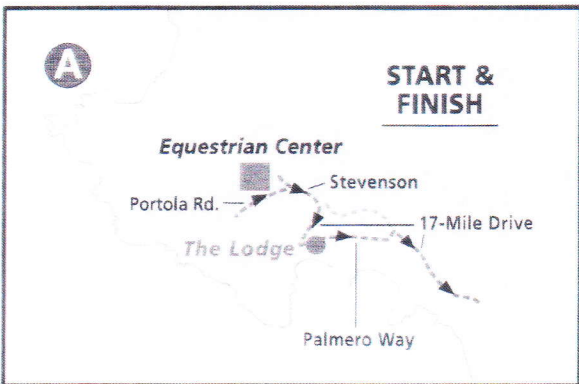 A
START &
FINISH
Equestrian Center
Stevenson
Portola Rd.
17-Mile Drive
The Lodge
Palmero Way